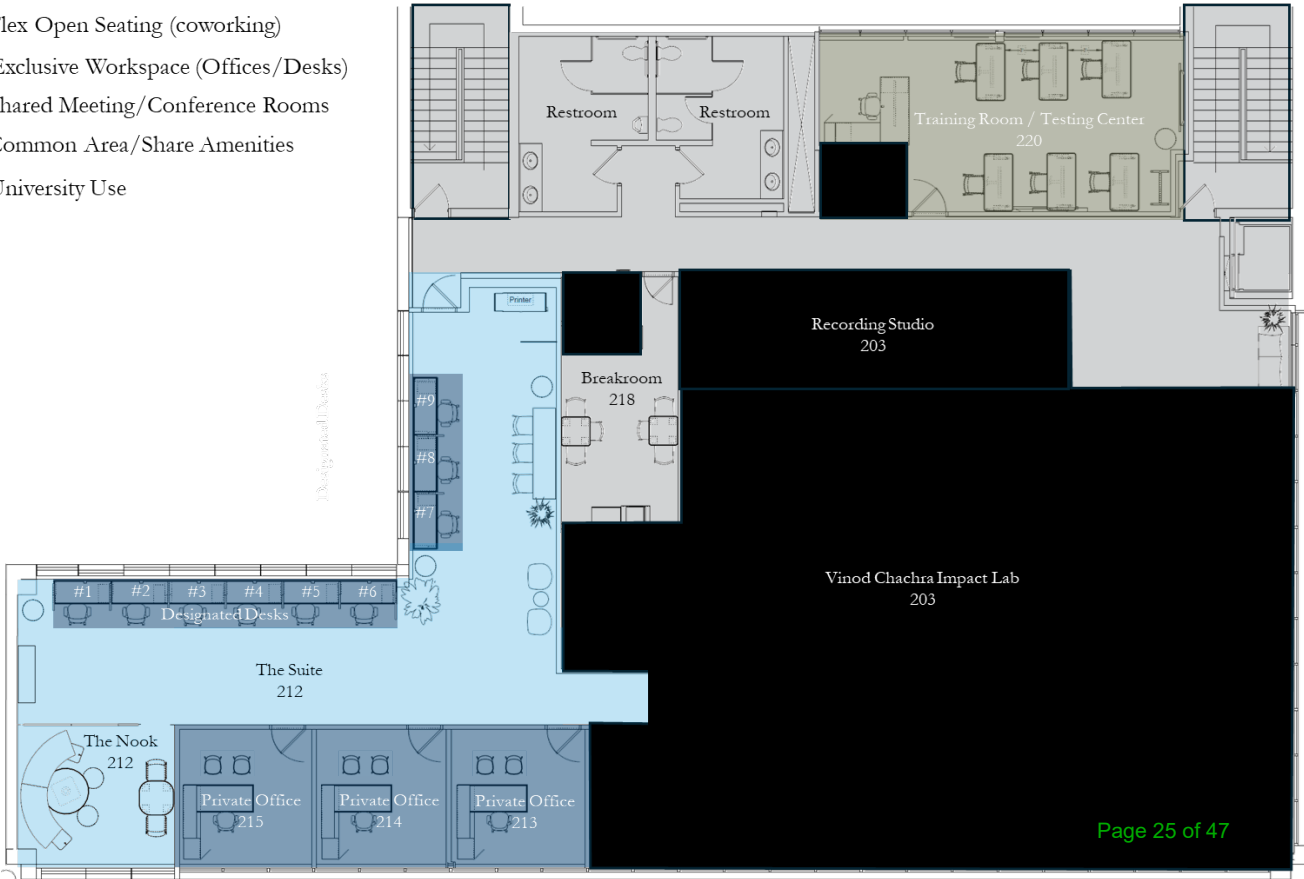 lex Open Seating (coworking)
Exclusive Workspace (Offices/Desks)
hared Meeting/Conference Rooms
Common Area/Share Amenities
University Use
Restroom
Restroom
Training Room / Testing Center
220
Printer
Recording Studio
203
Breakroom
218
#9
#8
#7
Vinod Chachra Impact Lab
203
#1 #2 #3 #4 #5 #6
Designated Desks
The Suite
212
The Nook
212
Private Office
215
Private Office
214
Private Office
213
Page 25 of 47